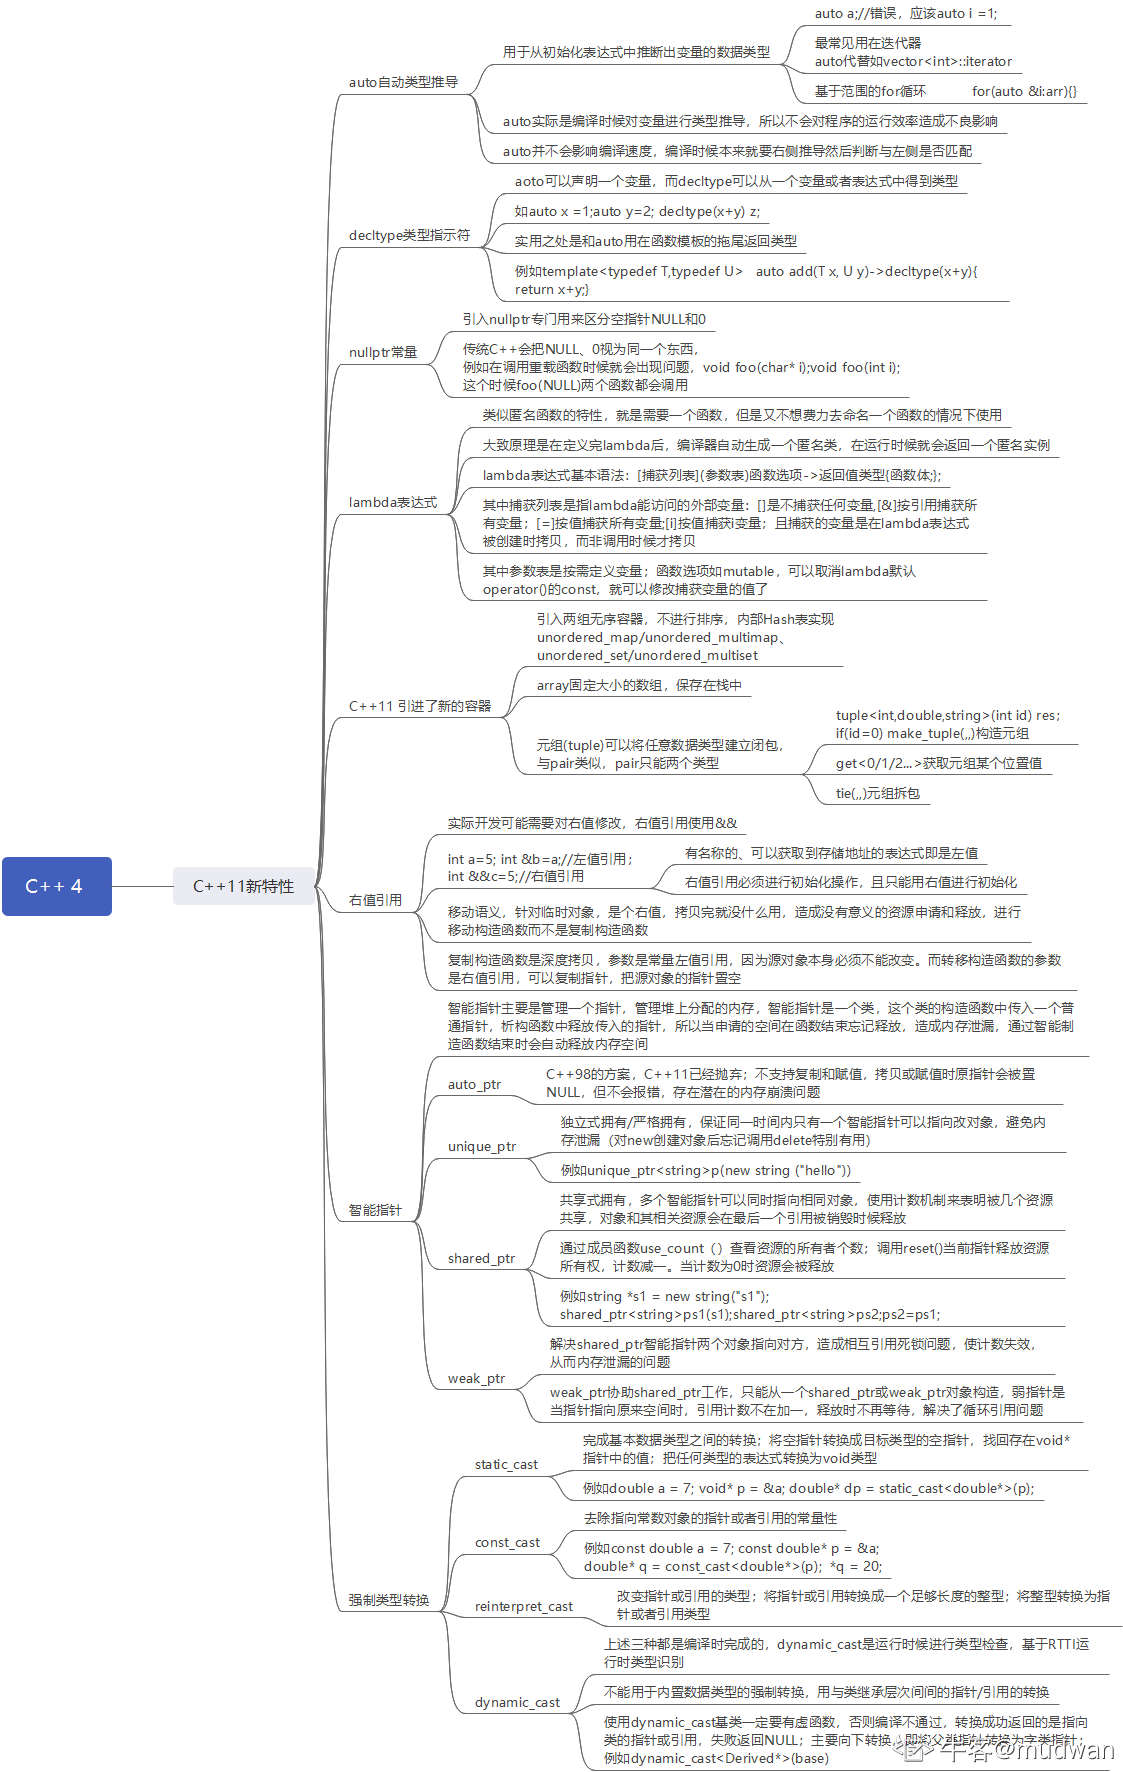 C++ 4
C++11新特性
auto自动类型推导
用于从初始化表达式中推断出变量的数据类型
auto a;//错误，应该auto i =1;
最常见用在迭代器
auto代替如vector<int>::iterator
基于范围的for循环 for(auto &i:arr){}
auto实际是编译时候对变量进行类型推导，所以不会对程序的运行效率造成不良影响
auto并不会影响编译速度，编译时候本来就要右侧推导然后判断与左侧是否匹配
decltype类型指示符
aoto可以声明一个变量，而decltype可以从一个变量或者表达式中得到类型
如auto x =1;auto y=2; decltype(x+y) z;
实用之处是和auto用在函数模板的拖尾返回类型
例如template<typedef T,typedef U> auto add(T x, U y)->decltype(x+y){
return x+y;}
nullptr常量
引入nullptr专门用来区分空指针NULL和0
传统C++会把NULL、0视为同一个东西，
例如在调用重载函数时候就会出现问题，void foo(char* i);void foo(int i);
这个时候foo(NULL)两个函数都会调用
lambda表达式
类似匿名函数的特性，就是需要一个函数，但是又不想费力去命名一个函数的情况下使用
大致原理是在定义完lambda后，编译器自动生成一个匿名类，在运行时候就会返回一个匿名实例
lambda表达式基本语法：[捕获列表](参数表)函数选项->返回值类型{函数体;};
其中捕获列表是指lambda能访问的外部变量：[]是不捕获任何变量,[&]按引用捕获所
有变量；[=]按值捕获所有变量;[i]按值捕获i变量；且捕获的变量是在lambda表达式
被创建时拷贝，而非调用时候才拷贝
其中参数表是按需定义变量；函数选项如mutable，可以取消lambda默认
operator()的const，就可以修改捕获变量的值了
C++11 引进了新的容器
引入两组无序容器，不进行排序，内部Hash表实现
unordered_map/unordered_multimap、
unordered_set/unordered_multiset
array固定大小的数组，保存在栈中
元组(tuple)可以将任意数据类型建立闭包，
与pair类似，pair只能两个类型
tuple<int,double,string>(int id) res;
if(id=0) make_tuple(,,)构造元组
get<0/1/2...>获取元组某个位置值
tie(,,)元组拆包
右值引用
实际开发可能需要对右值修改，右值引用使用&&
int a=5; int &b=a;//左值引用；
int &&c=5;//右值引用
有名称的、可以获取到存储地址的表达式即是左值
右值引用必须进行初始化操作，且只能用右值进行初始化
移动语义，针对临时对象，是个右值，拷贝完就没什么用，造成没有意义的资源申请和释放，进行
移动构造函数而不是复制构造函数
复制构造函数是深度拷贝，参数是常量左值引用，因为源对象本身必须不能改变。而转移构造函数的参数
是右值引用，可以复制指针，把源对象的指针置空
智能指针
智能指针主要是管理一个指针，管理堆上分配的内存，智能指针是一个类，这个类的构造函数中传入一个普
通指针，析构函数中释放传入的指针，所以当申请的空间在函数结束忘记释放，造成内存泄漏，通过智能制
造函数结束时会自动释放内存空间
auto_ptr
C++98的方案，C++11已经抛弃；不支持复制和赋值，拷贝或赋值时原指针会被置
NULL，但不会报错，存在潜在的内存崩溃问题
unique_ptr
独立式拥有/严格拥有，保证同一时间内只有一个智能指针可以指向改对象，避免内
存泄漏（对new创建对象后忘记调用delete特别有用）
例如unique_ptr<string>p(new string ("hello"))
shared_ptr
共享式拥有，多个智能指针可以同时指向相同对象，使用计数机制来表明被几个资源
共享，对象和其相关资源会在最后一个引用被销毁时候释放
通过成员函数use_count（）查看资源的所有者个数；调用reset()当前指针释放资源
所有权，计数减一。当计数为0时资源会被释放
例如string *s1 = new string("s1");
shared_ptr<string>ps1(s1);shared_ptr<string>ps2;ps2=ps1;
weak_ptr
解决shared_ptr智能指针两个对象指向对方，造成相互引用死锁问题，使计数失效，
从而内存泄漏的问题
weak_ptr协助shared_ptr工作，只能从一个shared_ptr或weak_ptr对象构造，弱指针是
当指针指向原来空间时，引用计数不在加一，释放时不再等待，解决了循环引用问题
强制类型转换
static_cast
完成基本数据类型之间的转换；将空指针转换成目标类型的空指针，找回存在void*
指针中的值；把任何类型的表达式转换为void类型
例如double a = 7; void* p = &a; double* dp = static_cast<double*>(p);
const_cast
去除指向常数对象的指针或者引用的常量性
例如const double a = 7; const double* p = &a;
double* q = const_cast<double*>(p); *q = 20;
reinterpret_cast
改变指针或引用的类型；将指针或引用转换成一个足够长度的整型；将整型转换为指
针或者引用类型
dynamic_cast
上述三种都是编译时完成的，dynamic_cast是运行时候进行类型检查，基于RTTI运
行时类型识别
不能用于内置数据类型的强制转换，用与类继承层次间间的指针/引用的转换
使用dynamic_cast基类一定要有虚函数，否则编译不通过，转换成功返回的是指向
类的指针或引用，失败返回NULL；主要向下转换，即将父类指针转换为子类指针；
例如dynamic_cast<Derived*>(base)
牛客@mudwan